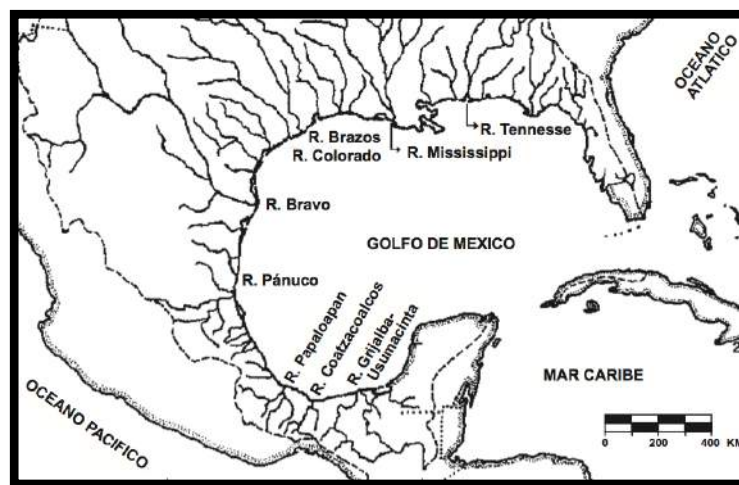 OCEANO
ATLATICO
R. Brazos
R. Colorado
R. Tennesse
R. Mississippi
R. Bravo
GOLFO DE MEXICO
R. Pánuco
R. Papaloapan
R. Coatzacoalcos
R. Grijalba-
Usumacinta
MAR CARIBE
OCEANO PACIFICO
0 200 400 KM